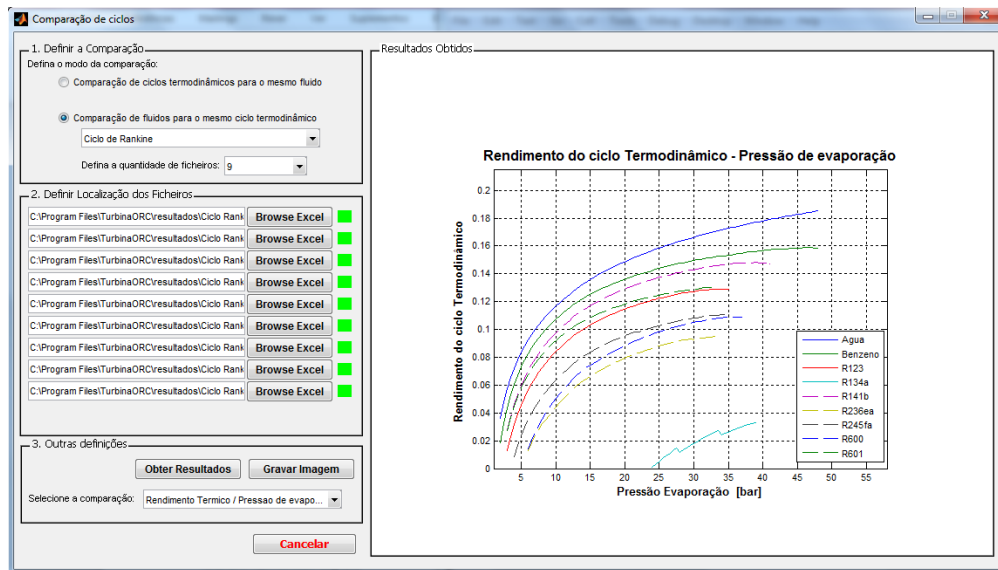 Comparação de ciclos
1. Definir a Comparação
Defina o modo da comparação:
Comparação de ciclos termodinâmicos para o mesmo fluido
Comparação de fluidos para o mesmo ciclo termodinâmico
Ciclo de Rankine
Defina a quantidade de ficheiros: 9
2. Definir Localização dos Ficheiros
C:\Program Files\TurbinaORC\resultados\Ciclo Rank Browse Excel
C:\Program Files\TurbinaORC\resultados\Ciclo Rank Browse Excel
C:\Program Files\TurbinaORC\resultados\Ciclo Rank Browse Excel
C:\Program Files\TurbinaORC\resultados\Ciclo Rank Browse Excel
C:\Program Files\TurbinaORC\resultados\Ciclo Rank Browse Excel
C:\Program Files\TurbinaORC\resultados\Ciclo Rank Browse Excel
C:\Program Files\TurbinaORC\resultados\Ciclo Rank Browse Excel
C:\Program Files\TurbinaORC\resultados\Ciclo Rank Browse Excel
C:\Program Files\TurbinaORC\resultados\Ciclo Rank Browse Excel
3. Outras definições
Obter Resultados Gravar Imagem
Selecione a comparação: Rendimento Termico / Pressao de evapo...
Cancelar
Resultados Obtidos
Rendimento do ciclo Termodinâmico - Pressão de evaporação
Rendimento do ciclo Termodinâmico
0.2
0.18
0.16
0.14
0.12
0.1
0.08
0.06
0.04
0.02
0
5 10 15 20 25 30 35 40 45 50 55
Pressão Evaporação [bar]
Agua
Benzeno
R123
R134a
R141b
R236ea
R245fa
R600
R601